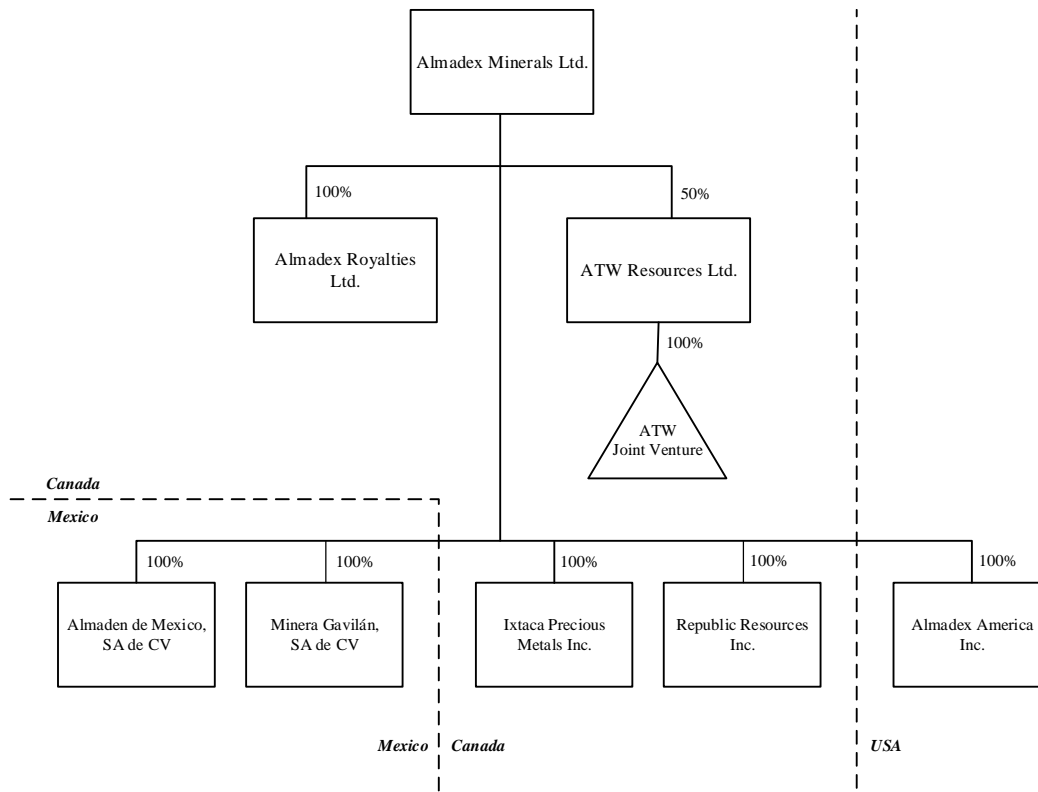 Almadex Minerals Ltd.
100%
50%
Almadex Royalties
Ltd.
ATW Resources Ltd.
100%
ATW
Joint Venture
Canada
Mexico
100%
100%
100%
100%
100%
Almaden de Mexico,
SA de CV
Minera Gavilán,
SA de CV
Ixtaca Precious
Metals Inc.
Republic Resources
Inc.
Almadex America
Inc.
Mexico
Canada
USA